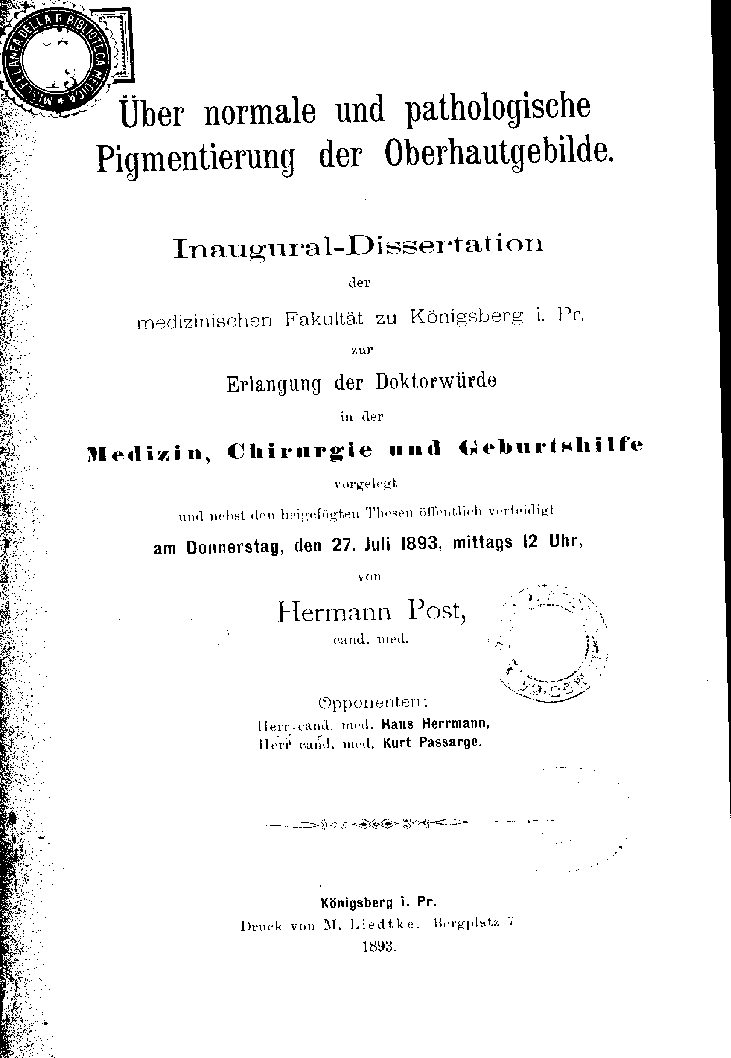 Über normale und pathologische
Pigmentierung der Oberhautgebilde.
Inaugural-Dissertation
der
medizinischen Fakultät zu Königsberg i. Pr.
zur
Erlangung der Doktorwürde
in der
Medizin, Chirurgie und Geburtshilfe
vorgelegt
und nebst den beigefügten Thesen öffentlich verteidigt
am Donnerstag, den 27. Juli 1893, mittags 12 Uhr,
von
Hermann Post,
cand. med.
Opponenten:
Herr cand. med. Hans Herrmann,
Herr cand. med. Kurt Passarge.
Königsberg i. Pr.
Druck von M. Liedtke, Bergplatz 7
1893.